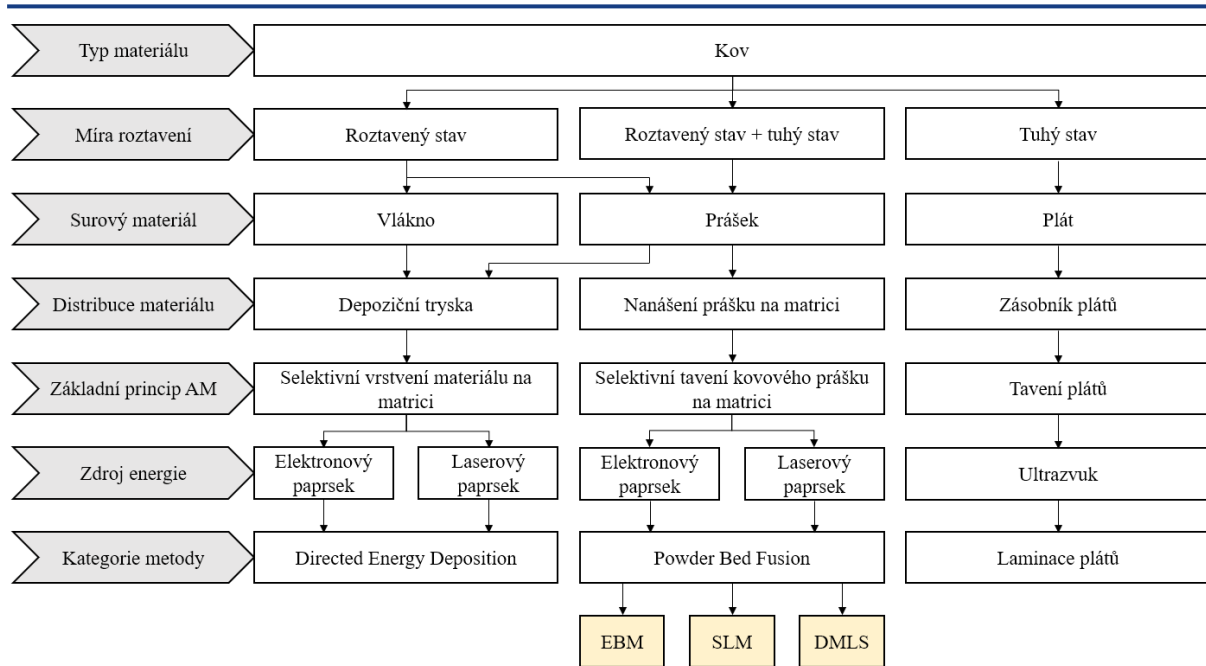 Typ materiálu
Kov
Míra roztavení
Roztavený stav
Roztavený stav + tuhý stav
Tuhý stav
Surový materiál
Vlákno
Prášek
Plát
Distribuce materiálu
Depoziční tryska
Nanášení prášku na matrici
Zásobník plátů
Základní princip AM
Selektivní vrstvení materiálu na
matrici
Selektivní tavení kovového prášku
na matrici
Tavení plátů
Zdroj energie
Elektronový
paprsek
Laserový
paprsek
Elektronový
paprsek
Laserový
paprsek
Ultrazvuk
Kategorie metody
Directed Energy Deposition
Powder Bed Fusion
Laminace plátů
EBM
SLM
DMLS